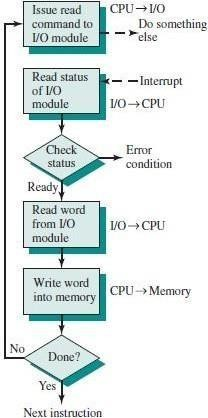 Issue read
command to
I/O module
CPU→I/O
Do something
else
Read status
of I/O
module
Interrupt
I/O→CPU
Check
status
Error
condition
Ready
Read word
from I/O
module
I/O→CPU
Write word
into memory
CPU→Memory
No
Done?
Yes
Next instruction